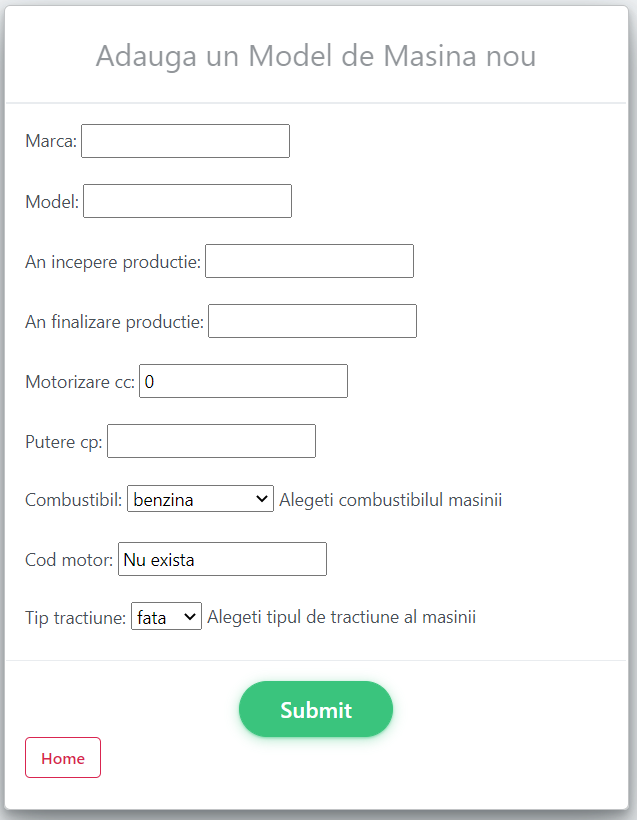 Adauga un Model de Masina nou
Marca:
Model:
An incepere productie:
An finalizare productie:
Motorizare cc: 0
Putere cp:
Combustibil: benzina Alegeti combustibilul masinii
Cod motor: Nu exista
Tip tractiune: fata Alegeti tipul de tractiune al masinii
Submit
Home